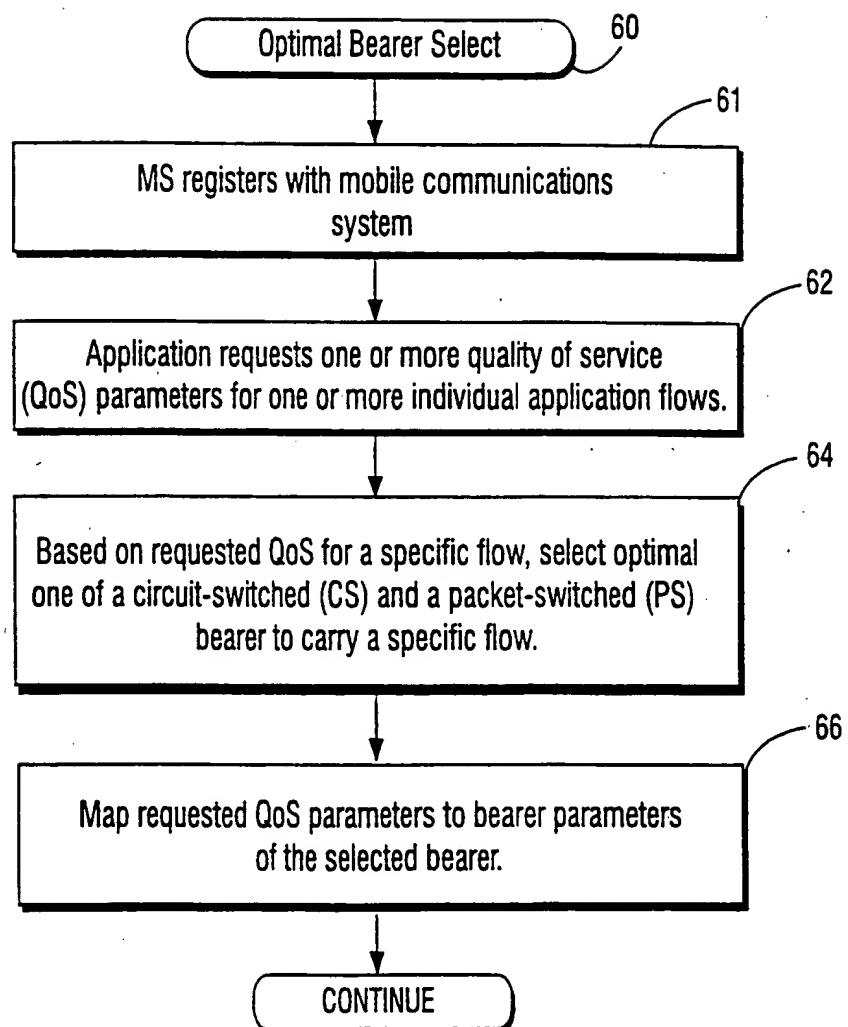 Optimal Bearer Select
60
61
MS registers with mobile communications
system
62
Application requests one or more quality of service
(QoS) parameters for one or more individual application flows.
64
Based on requested QoS for a specific flow, select optimal
one of a circuit-switched (CS) and a packet-switched (PS)
bearer to carry a specific flow.
66
Map requested QoS parameters to bearer parameters
of the selected bearer.
CONTINUE